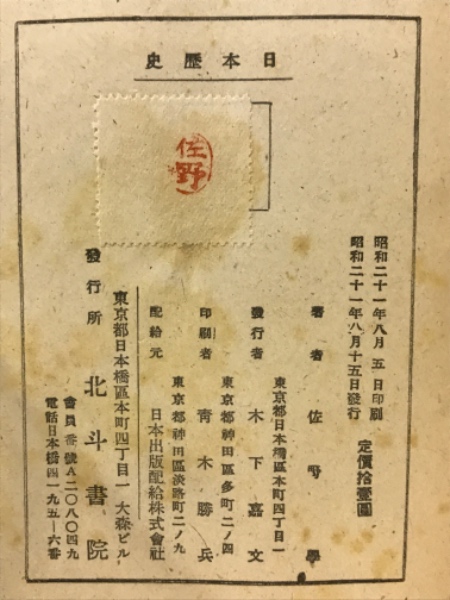 日本歷史
佐野
昭和二十一年八月五日印刷
昭和二十一年八月十五日發行
定價拾壹圓
著者 佐野學
東京都日本橋區本町四丁目一
發行者 木下嘉文
東京都神田區多町二ノ四
印刷者 靑木勝兵
東京都神田區淡路町二ノ九
配給元 日本出版配給株式會社
東京都日本橋區本町四丁目一 大森ビル
發行所 北斗書院
會員番號A二〇八〇四九
電話日本橋四一九五―六番